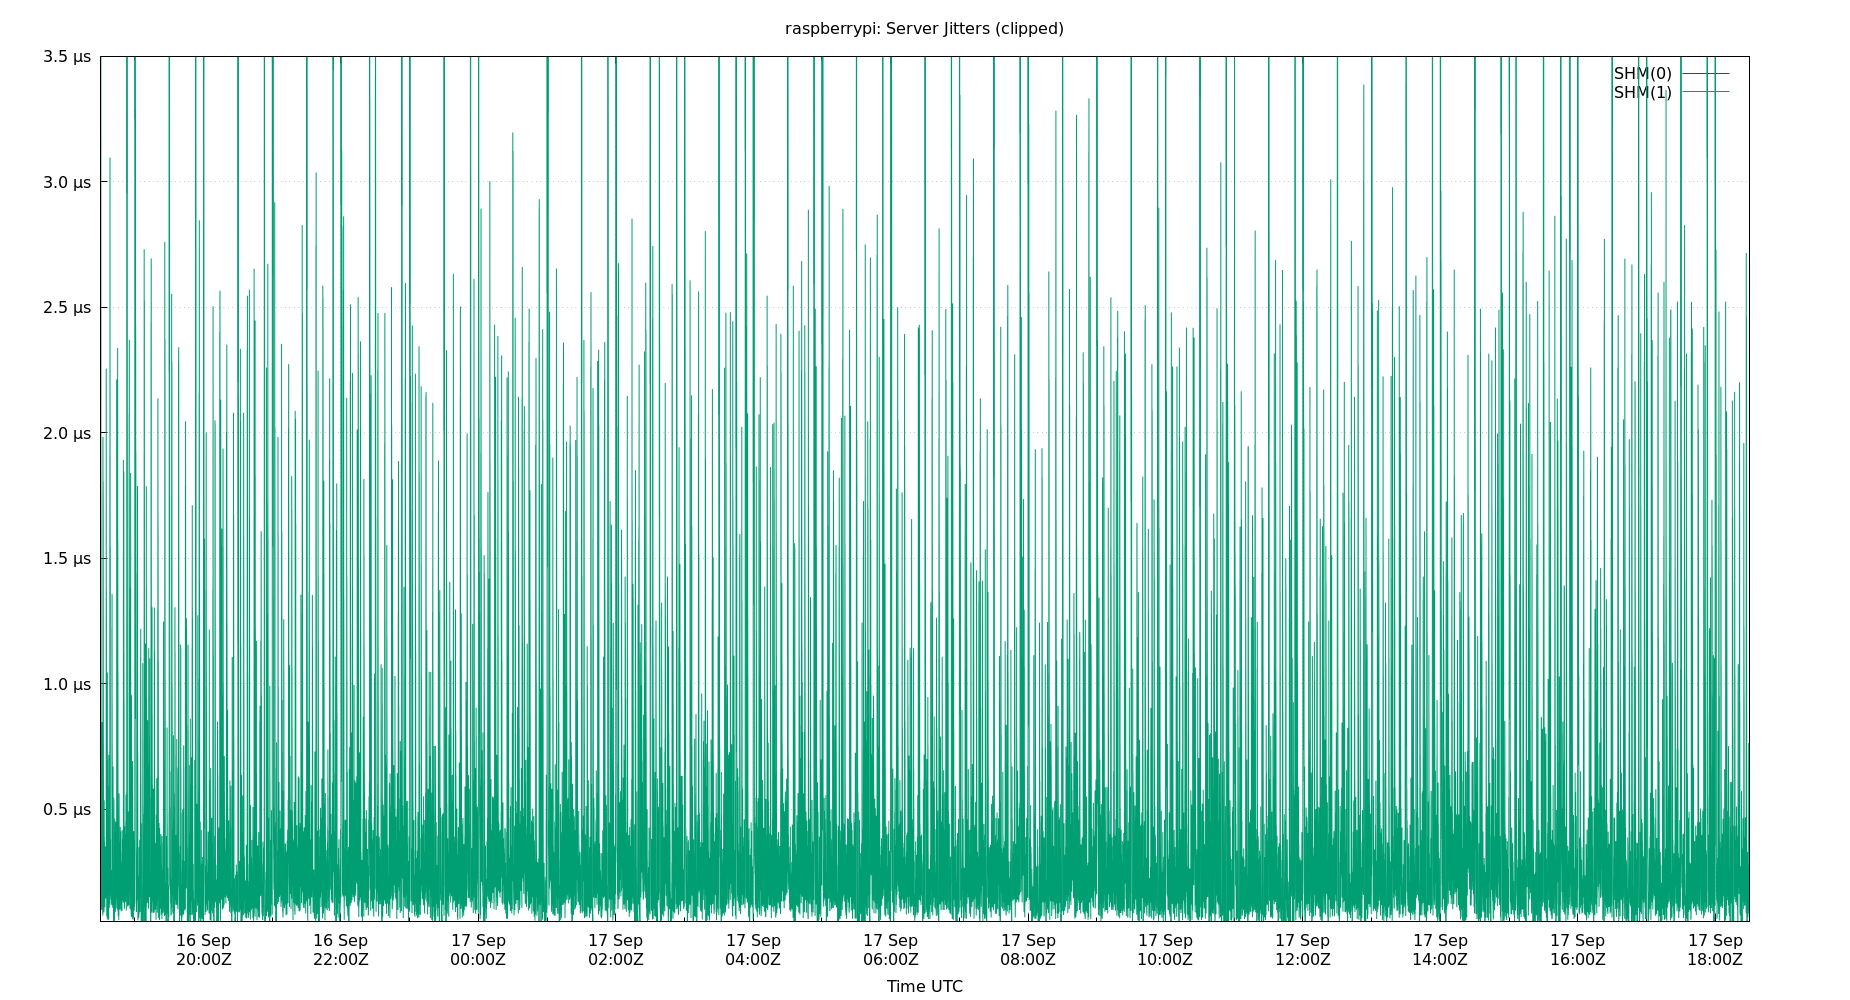 raspberrypi: Server Jitters (clipped)
3.5 µs
3.0 µs
2.5 µs
2.0 µs
1.5 µs
1.0 µs
0.5 µs
SHM(0)
SHM(1)
16 Sep 16 Sep 17 Sep 17 Sep 17 Sep 17 Sep 17 Sep 17 Sep 17 Sep 17 Sep 17 Sep 17 Sep
20:00Z 22:00Z 00:00Z 02:00Z 04:00Z 06:00Z 08:00Z 10:00Z 12:00Z 14:00Z 16:00Z 18:00Z
Time UTC